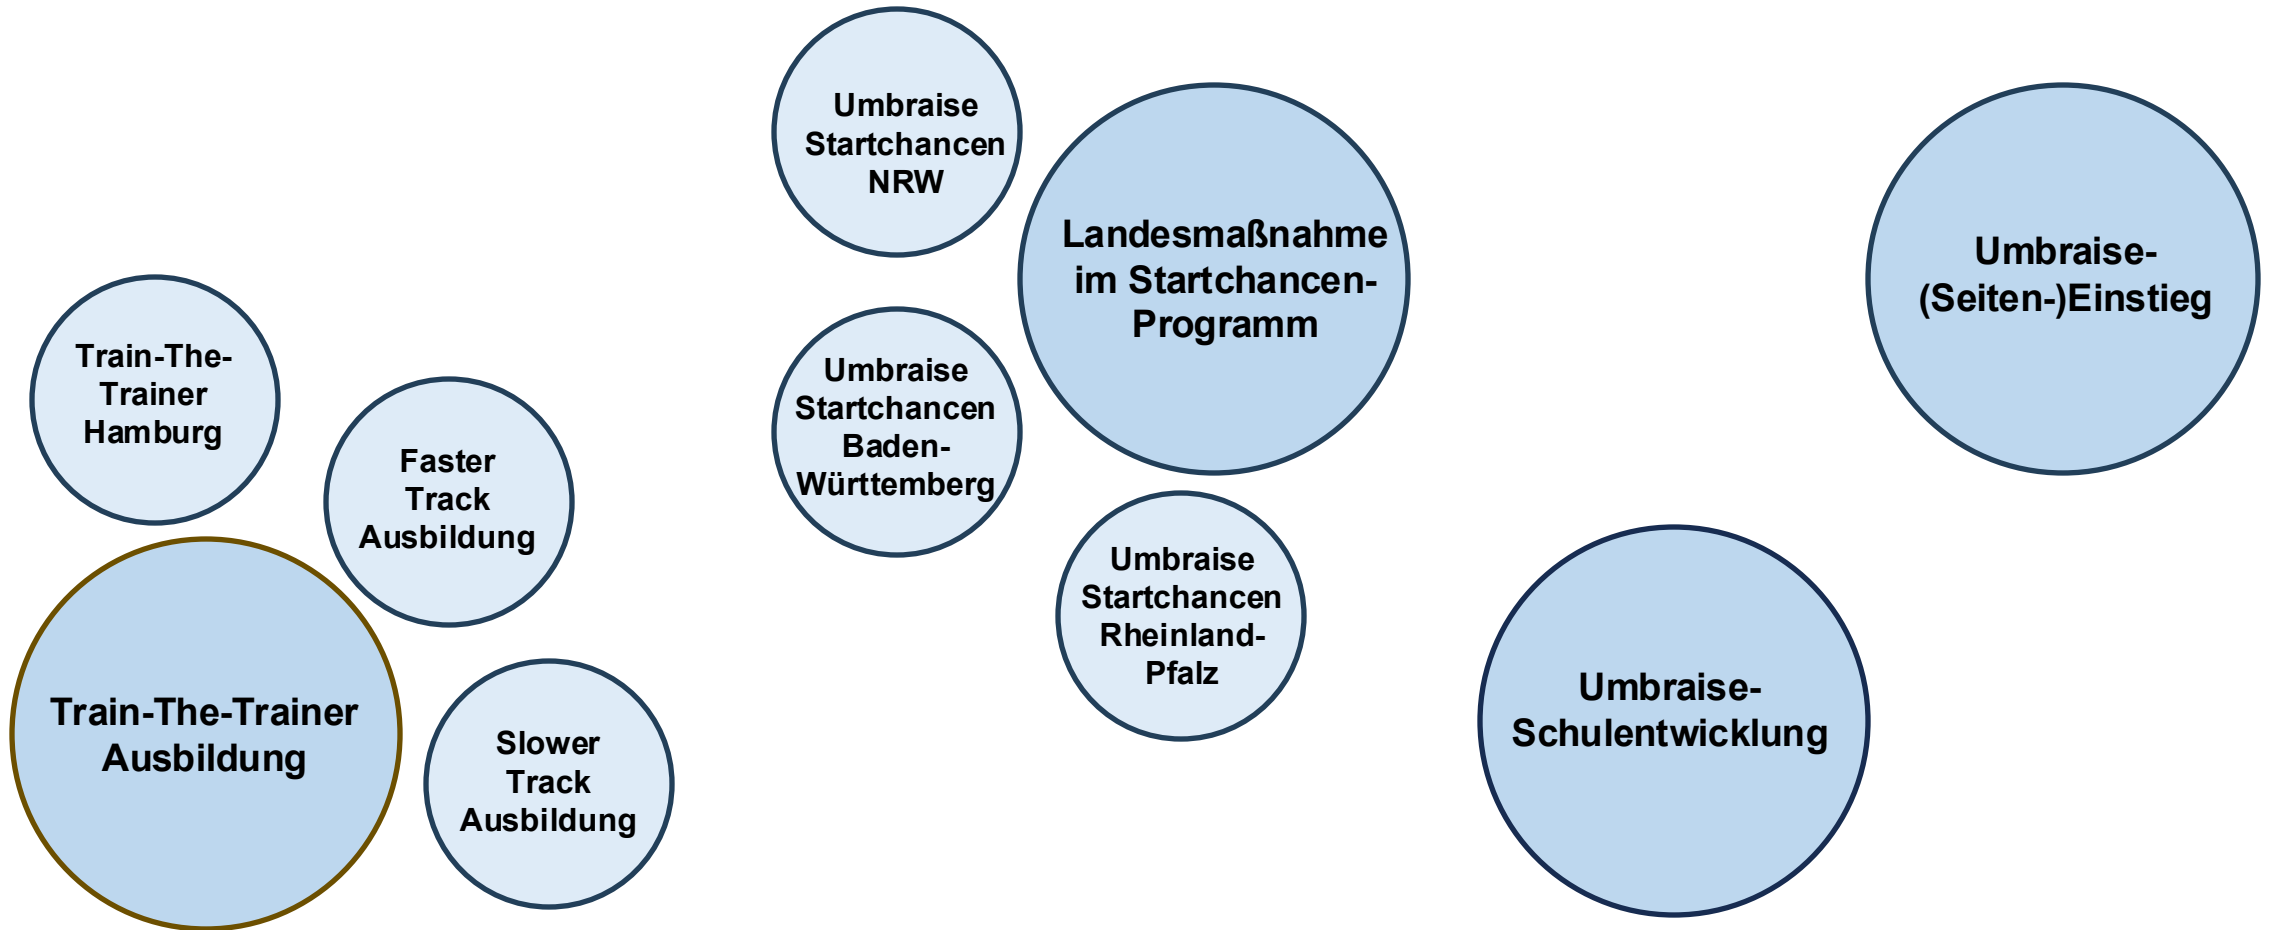 Umbraise
Startchancen
NRW
Landesmaßnahme
im Startchancen-
Programm
Umbraise-
(Seiten-)Einstieg
Train-The-
Trainer
Hamburg
Umbraise
Startchancen
Baden-
Württemberg
Faster
Track
Ausbildung
Umbraise
Startchancen
Rheinland-
Pfalz
Train-The-Trainer
Ausbildung
Slower
Track
Ausbildung
Umbraise-
Schulentwicklung